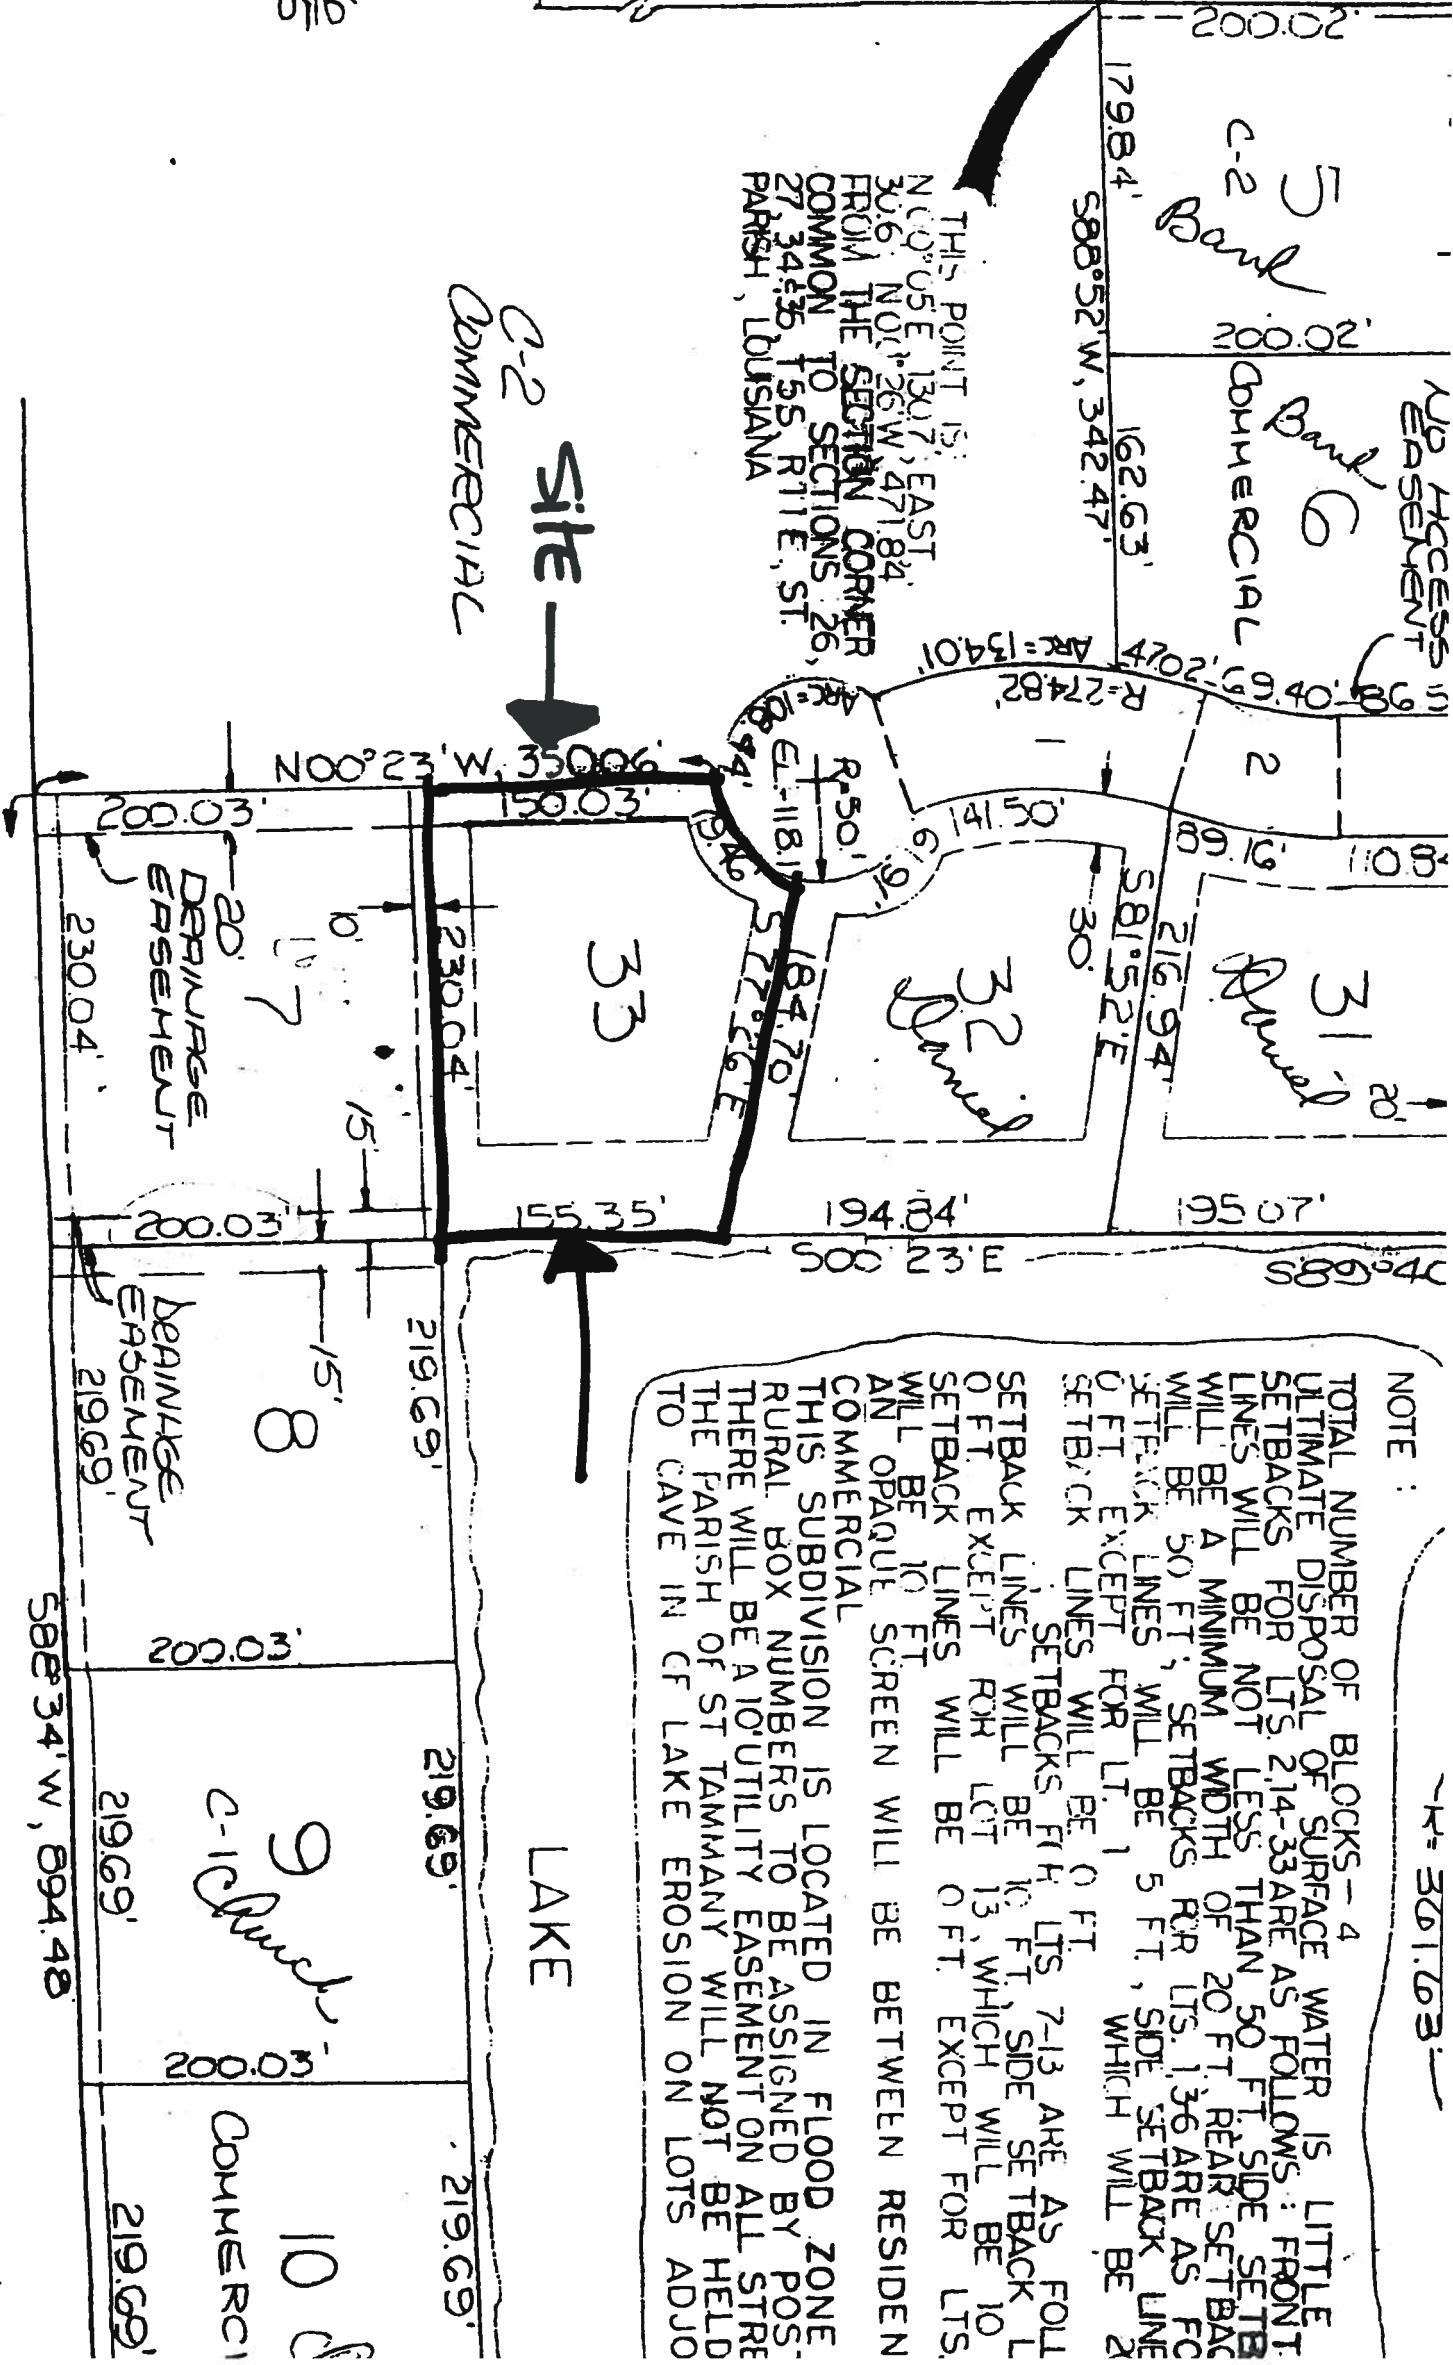 200.02'
179.84'
5
C-2
Bank
S88°52'W, 342.47'
200.02'
162.63'
Bank
6
COMMERCIAL
NO ACCESS
EASEMENT
THIS POINT IS
N00°05'E, 1307, EAST
30.6', N00°26'W, 471.84'
FROM THE SECTION CORNER
COMMON TO SECTIONS 26,
27, 34 & 35 T5S R11E, ST.
PARISH, LOUISIANA
C-2
COMMERCIAL
Site
47.02'
69.40'
ARC=134.01'
R=274.82'
R=50'
EL-118.1
1
2
141.50'
89.16'
N00°23'W, 350.06'
150.03'
200.03'
20'
DRAINAGE
EASEMENT
7
10'
230.04'
230.04'
15'
200.03'
33
S 77°26'E
184.70'
155.35'
32
Daniel
30'
S81°52'E
216.94'
194.84'
31
Daniel
20'
195.07'
S00°23'E
DRAINAGE
EASEMENT
15'
8
219.69'
219.69'
200.03'
S88°34'W, 894.48'
9
C-1
Church
219.69'
219.69'
200.03'
10
COMMERCI
219.69'
219.69'
LAKE
NOTE :
TOTAL NUMBER OF BLOCKS-4
ULTIMATE DISPOSAL OF SURFACE WATER IS LITTLE
SETBACKS FOR LTS. 2,14-33 ARE AS FOLLOWS: FRONT
LINES WILL BE NOT LESS THAN 50 FT. SIDE SETB
WILL BE A MINIMUM WIDTH OF 20 FT. REAR SETBAC
WILL BE 50 FT; SETBACKS FOR LTS. 1,36 ARE AS FO
SETBACK LINES WILL BE 5 FT., SIDE SETBACK LINE
0 FT. EXCEPT FOR LT. 1 WHICH WILL BE 2
SETBACK LINES WILL BE 0 FT.
SETBACKS FOR LTS 7-13 ARE AS FOLL
SETBACK LINES WILL BE 10 FT, SIDE SETBACK L
0 FT. EXCEPT FOR LOT 13, WHICH WILL BE 10
SETBACK LINES WILL BE 0 FT. EXCEPT FOR LTS.
WILL BE 10 FT
AN OPAQUE SCREEN WILL BE BETWEEN RESIDEN
COMMERCIAL
THIS SUBDIVISION IS LOCATED IN FLOOD ZONE
RURAL BOX NUMBERS TO BE ASSIGNED BY POS
THERE WILL BE A 10' UTILITY EASEMENT ON ALL STRE
THE PARISH OF ST TAMMANY WILL NOT BE HELD
TO CAVE IN OF LAKE EROSION ON LOTS ADJO